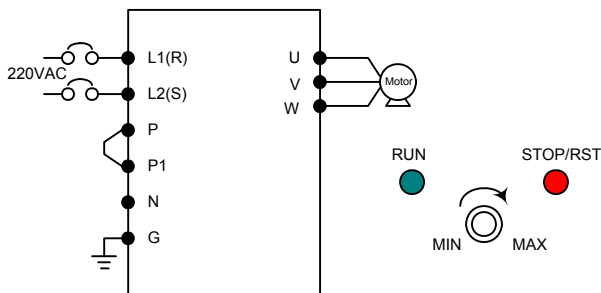 L1(R)
220VAC
L2(S)
P
P1
N
G
U
V
W
Motor
RUN
STOP/RST
MIN
MAX